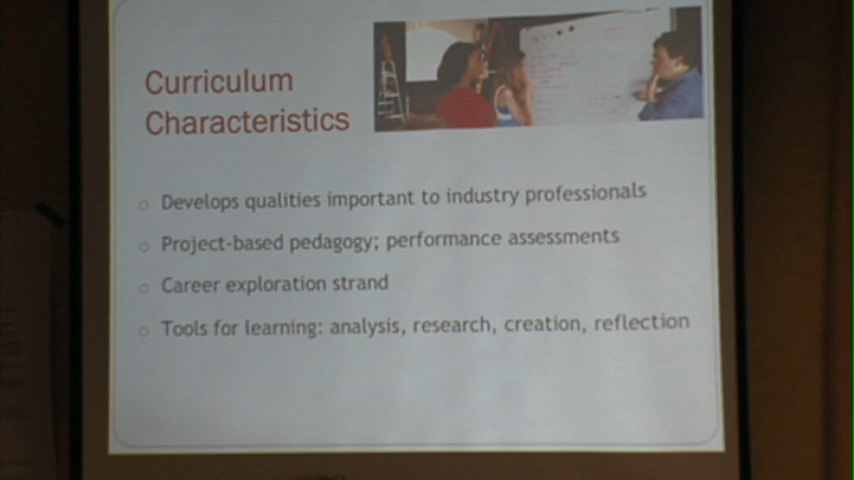 Curriculum
Characteristics
Develops qualities important to industry professionals
Project-based pedagogy; performance assessments
Career exploration strand
Tools for learning: analysis, research, creation, reflection